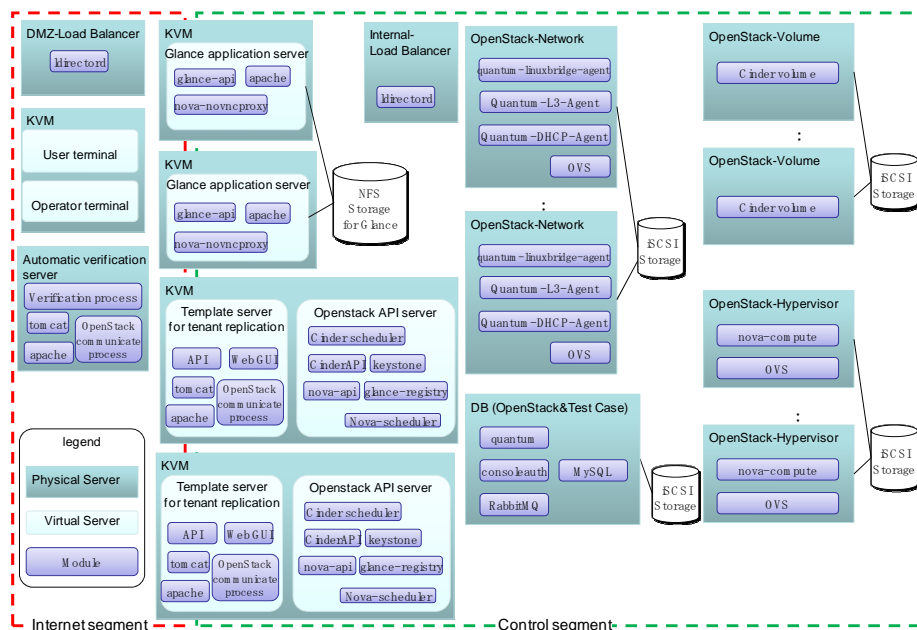 DMZ-Load Balancer
ldirectord
KVM
User terminal
Operator terminal
Automatic verification
server
Verification process
tomcat
OpenStack
communicate
process
apache
legend
Physical Server
Virtual Server
Module
Internet segment
KVM
Glance application server
glance-api
apache
nova-novncproxy
KVM
Glance application server
glance-api
apache
nova-novncproxy
NFS
Storage
for Glance
Internal-
Load Balancer
ldirectord
KVM
Template server
for tenant replication
API
WebGUI
tomcat
OpenStack
communicate
process
apache
Openstack API server
Cinder scheduler
CinderAPI
keystone
nova-api
glance-registry
Nova-scheduler
KVM
Template server
for tenant replication
API
WebGUI
tomcat
OpenStack
communicate
process
apache
Openstack API server
Cinder scheduler
CinderAPI
keystone
nova-api
glance-registry
Nova-scheduler
OpenStack-Network
quantum-linuxbridge-agent
Quantum-L3-Agent
Quantum-DHCP-Agent
OVS
:
OpenStack-Network
quantum-linuxbridge-agent
Quantum-L3-Agent
Quantum-DHCP-Agent
OVS
iSCSI
Storage
DB (OpenStack&Test Case)
quantum
consoleauth
MySQL
RabbitMQ
iSCSI
Storage
OpenStack-Volume
Cinder volume
:
OpenStack-Volume
Cinder volume
iSCSI
Storage
OpenStack-Hypervisor
nova-compute
OVS
:
OpenStack-Hypervisor
nova-compute
OVS
iSCSI
Storage
Control segment